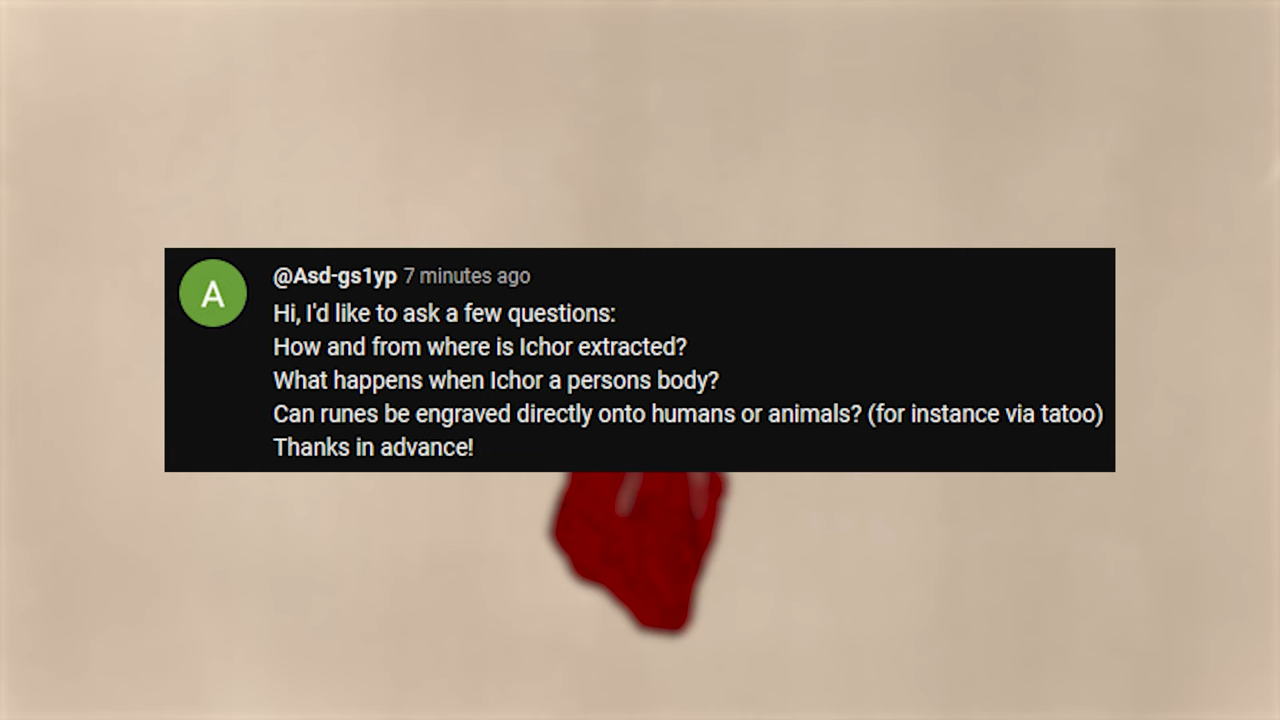 A
@Asd-gs1yp 7 minutes ago
Hi, I'd like to ask a few questions:
How and from where is Ichor extracted?
What happens when Ichor a persons body?
Can runes be engraved directly onto humans or animals? (for instance via tatoo)
Thanks in advance!